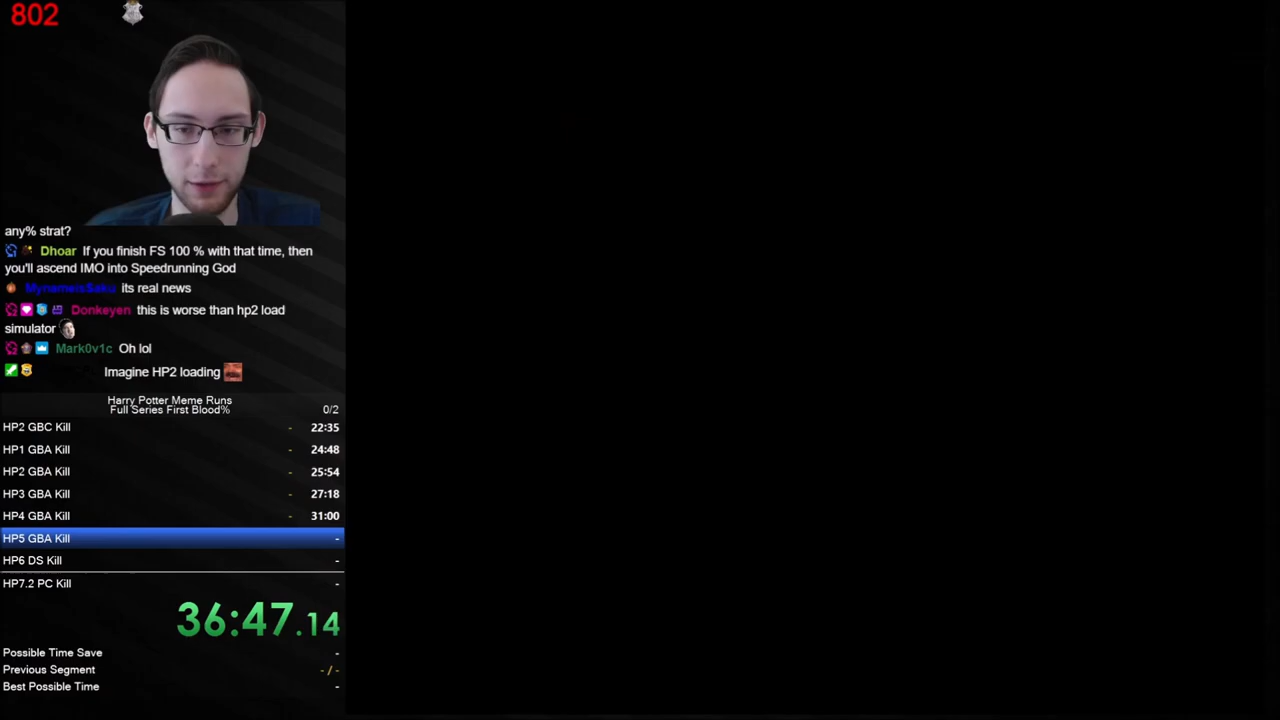 802
any% strat?
Dhoar If you finish FS 100 % with that time, then
you'll ascend IMO into Speedrunning God
MynameisSaku its real news
Donkeyen this is worse than hp2 load
simulator
Mark0v1c Oh lol
Imagine HP2 loading
Harry Potter Meme Runs
Full Series First Blood% 0/2
HP2 GBC Kill - 22:35
HP1 GBA Kill - 24:48
HP2 GBA Kill - 25:54
HP3 GBA Kill - 27:18
HP4 GBA Kill - 31:00
HP5 GBA Kill -
HP6 DS Kill -
HP7.2 PC Kill -
36:47.14
Possible Time Save -
Previous Segment - / -
Best Possible Time -